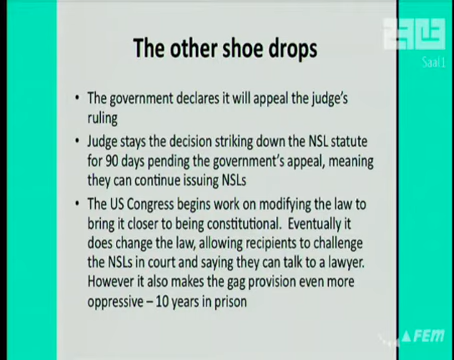 Saal1
The other shoe drops
• The government declares it will appeal the judge's
ruling
• Judge stays the decision striking down the NSL statute
for 90 days pending the government's appeal, meaning
they can continue issuing NSLs
• The US Congress begins work on modifying the law to
bring it closer to being constitutional. Eventually it
does change the law, allowing recipients to challenge
the NSLs in court and saying they can talk to a lawyer.
However it also makes the gag provision even more
oppressive – 10 years in prison
FEM